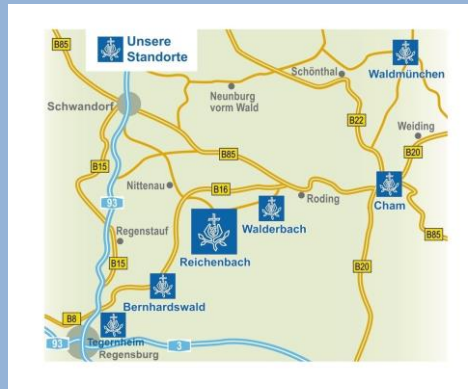 B85
Unsere
Standorte
Schönthal
Waldmünchen
Neunburg
vorm Wald
Schwandorf
B22
Weiding
B85
B20
B15
Nittenau
B16
Roding
Cham
93
Walderbach
Regenstauf
B85
Reichenbach
B15
B20
Bernhardswald
B8
Tegernheim
93
Regensburg
3